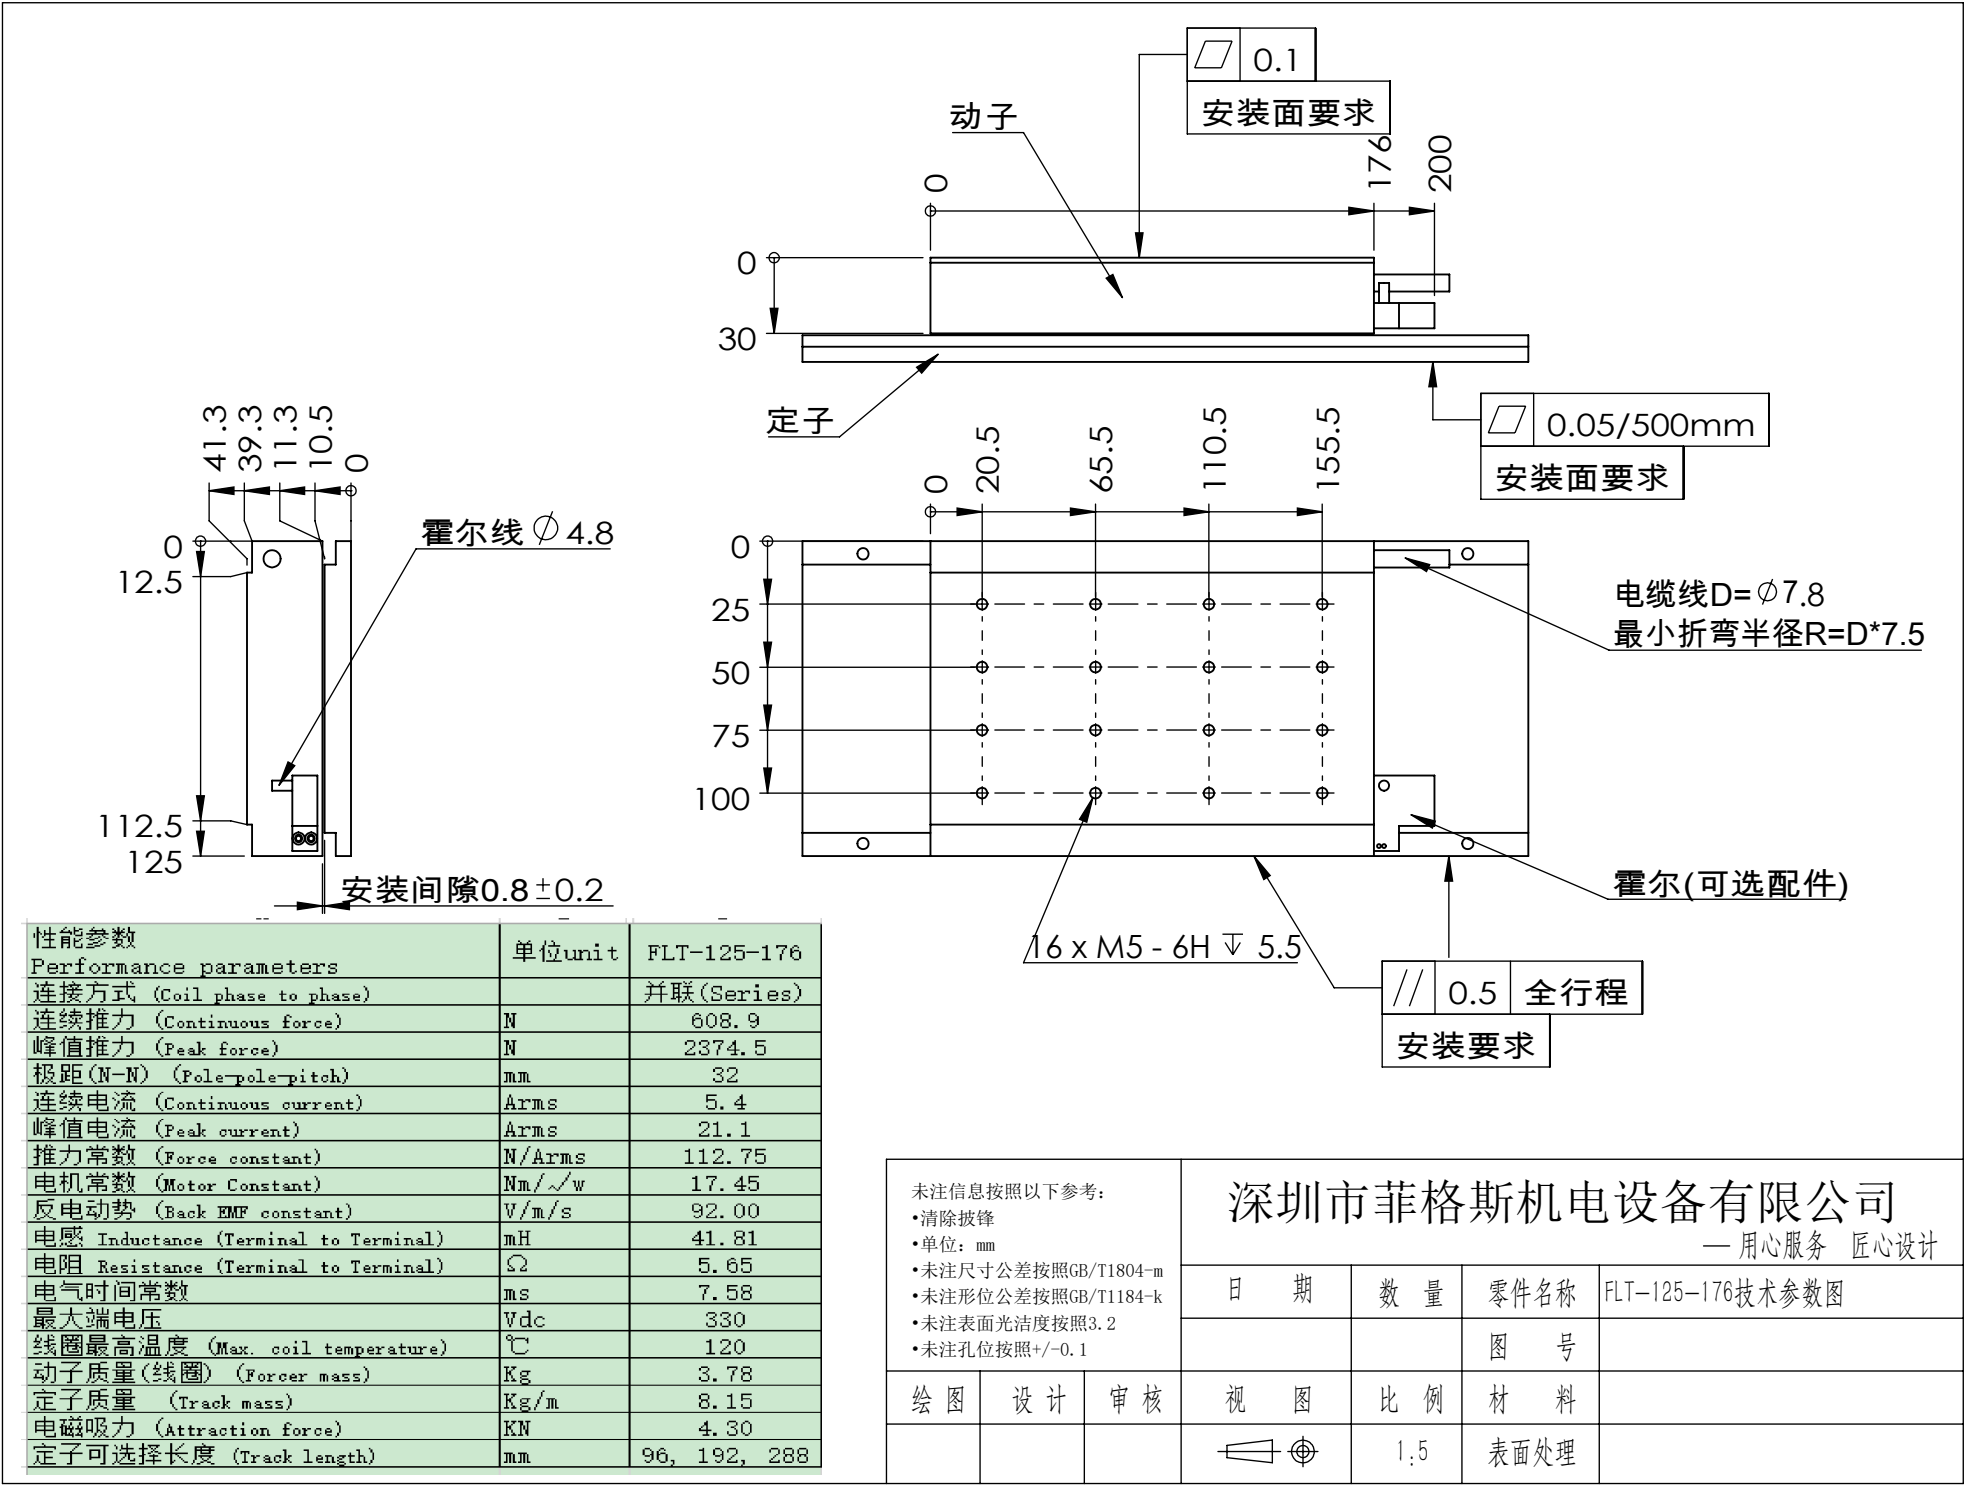 0.1
安装面要求
动子
0
176
200
0
30
定子
0.05/500mm
安装面要求
41.3
39.3
11.3
10.5
0
霍尔线∅4.8
0
12.5
112.5
125
安装间隙0.8±0.2
0
20.5
65.5
110.5
155.5
0
25
50
75
100
电缆线D=∅7.8
最小折弯半径R=D*7.5
霍尔(可选配件)
16 x M5 - 6H ↧ 5.5
// 0.5 全行程
安装要求
性能参数 单位unit FLT-125-176
Performance parameters
连接方式 (Coil phase to phase) 并联(Series)
连续推力 (Continuous force) N 608.9
峰值推力 (Peak force) N 2374.5
极距(N-N) (Pole-pole-pitch) mm 32
连续电流 (Continuous current) Arms 5.4
峰值电流 (Peak current) Arms 21.1
推力常数 (Force constant) N/Arms 112.75
电机常数 (Motor Constant) Nm/√w 17.45
反电动势 (Back EMF constant) V/m/s 92.00
电感 Inductance (Terminal to Terminal) mH 41.81
电阻 Resistance (Terminal to Terminal) Ω 5.65
电气时间常数 ms 7.58
最大端电压 Vdc 330
线圈最高温度 (Max. coil temperature) ℃ 120
动子质量(线圈) (Forcer mass) Kg 3.78
定子质量 (Track mass) Kg/m 8.15
电磁吸力 (Attraction force) KN 4.30
定子可选择长度 (Track length) mm 96, 192, 288
未注信息按照以下参考:
•清除披锋
•单位: mm
•未注尺寸公差按照GB/T1804-m
•未注形位公差按照GB/T1184-k
•未注表面光洁度按照3.2
•未注孔位按照+/-0.1
深圳市菲格斯机电设备有限公司
— 用心服务 匠心设计
日 期 数 量 零件名称 FLT-125-176技术参数图
图 号
绘 图 设 计 审 核 视 图 比 例 材 料
1:5 表面处理